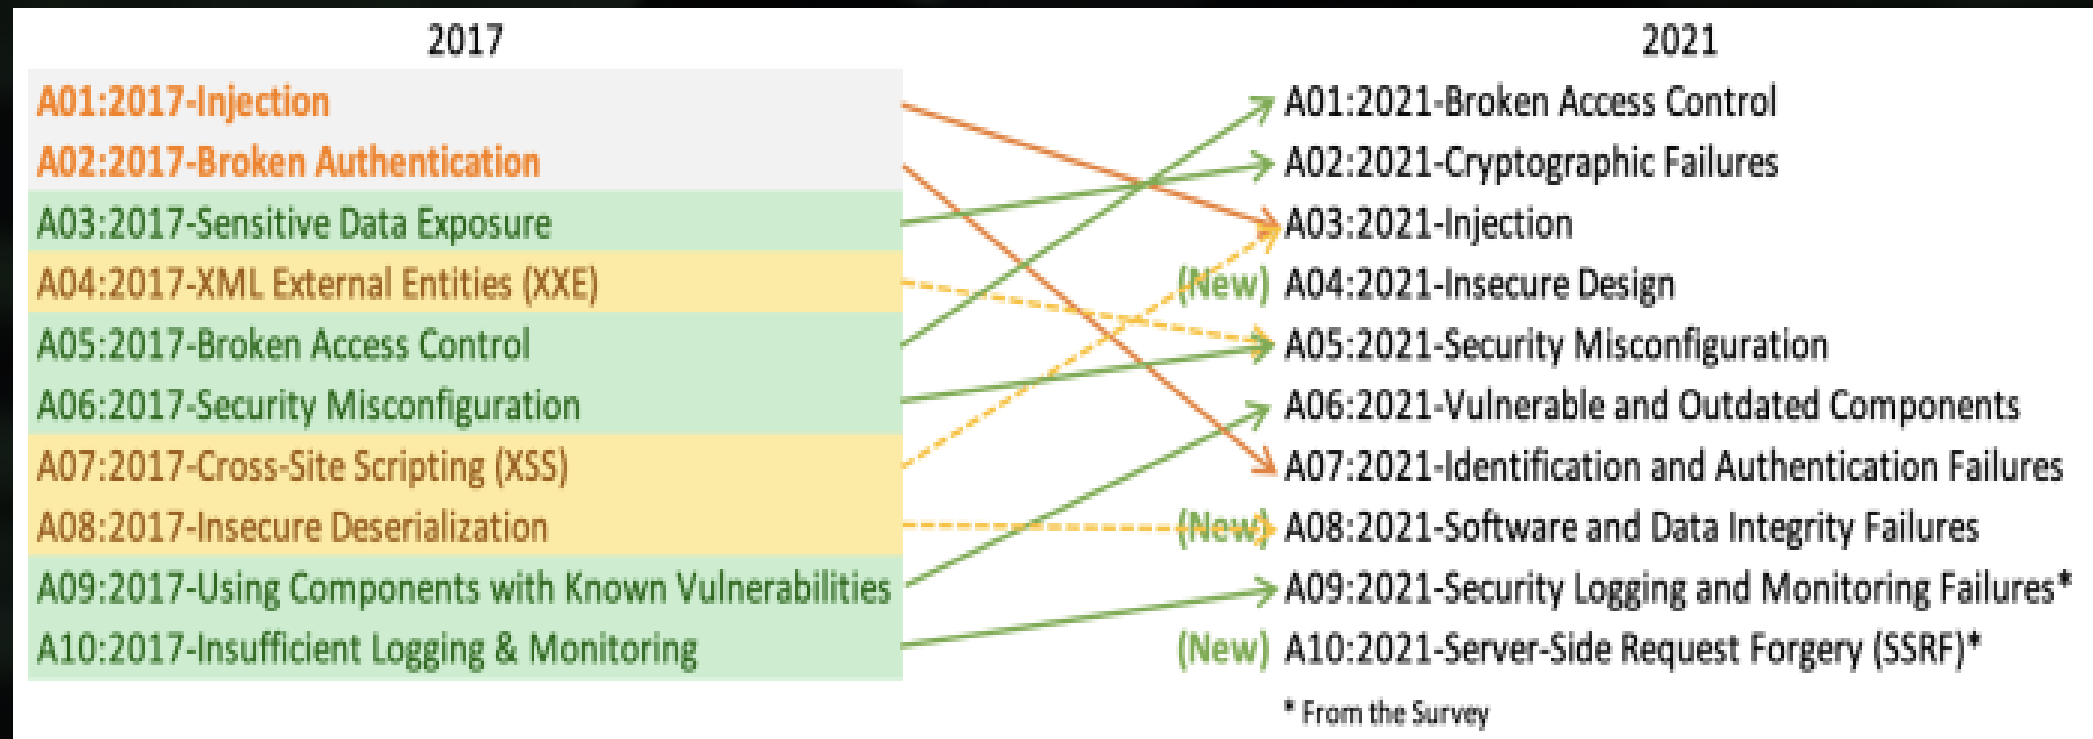 2017
A01:2017-Injection
A02:2017-Broken Authentication
A03:2017-Sensitive Data Exposure
A04:2017-XML External Entities (XXE)
A05:2017-Broken Access Control
A06:2017-Security Misconfiguration
A07:2017-Cross-Site Scripting (XSS)
A08:2017-Insecure Deserialization
A09:2017-Using Components with Known Vulnerabilities
A10:2017-Insufficient Logging & Monitoring
2021
A01:2021-Broken Access Control
A02:2021-Cryptographic Failures
A03:2021-Injection
(New) A04:2021-Insecure Design
A05:2021-Security Misconfiguration
A06:2021-Vulnerable and Outdated Components
A07:2021-Identification and Authentication Failures
(New) A08:2021-Software and Data Integrity Failures
A09:2021-Security Logging and Monitoring Failures*
(New) A10:2021-Server-Side Request Forgery (SSRF)*
* From the Survey